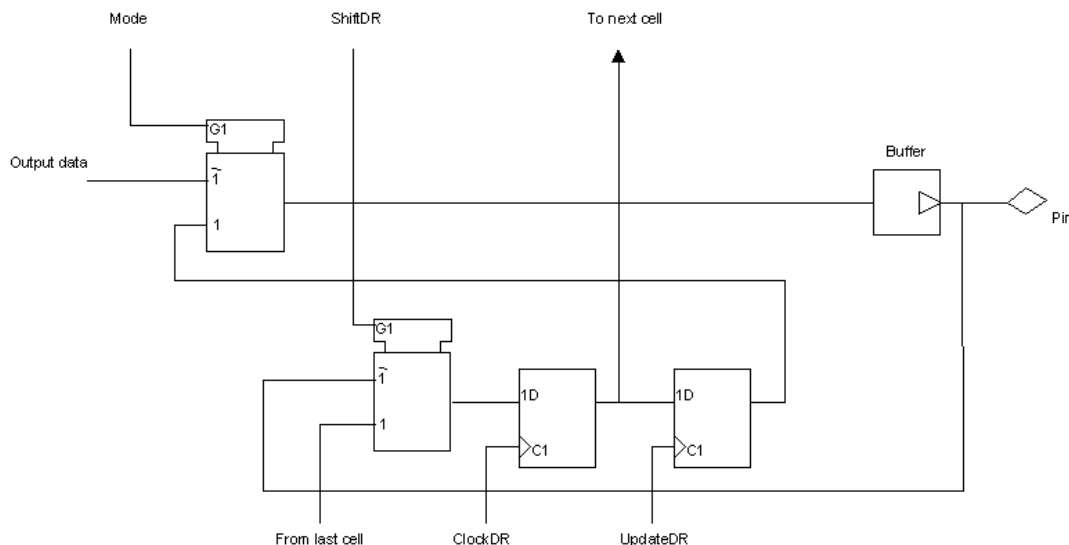 Mode
ShiftDR
To next cell
G1
Output data
1
1
Buffer
Pin
G1
1
1
1D
C1
1D
C1
From last cell
ClockDR
UpdateDR